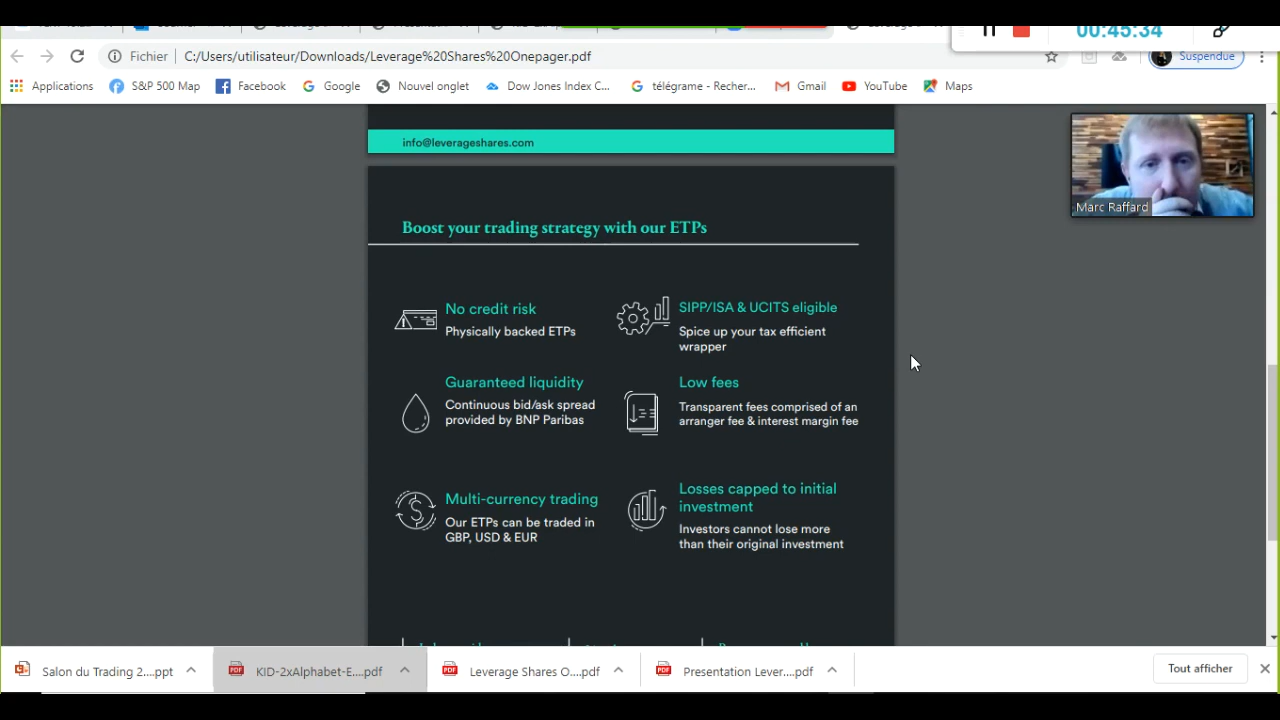 00:45:34
Fichier C:/Users/utilisateur/Downloads/Leverage%20Shares%20Onepager.pdf
Suspendue
Applications S&P 500 Map Facebook Google Nouvel onglet Dow Jones Index C... télégrame - Recher... Gmail YouTube Maps
info@leverageshares.com
Marc Raffard
Boost your trading strategy with our ETPs
No credit risk
Physically backed ETPs
SIPP/ISA & UCITS eligible
Spice up your tax efficient
wrapper
Guaranteed liquidity
Continuous bid/ask spread
provided by BNP Paribas
Low fees
Transparent fees comprised of an
arranger fee & interest margin fee
Multi-currency trading
Our ETPs can be traded in
GBP, USD & EUR
Losses capped to initial
investment
Investors cannot lose more
than their original investment
Salon du Trading 2....ppt KID-2xAlphabet-E....pdf Leverage Shares O....pdf Presentation Lever....pdf Tout afficher